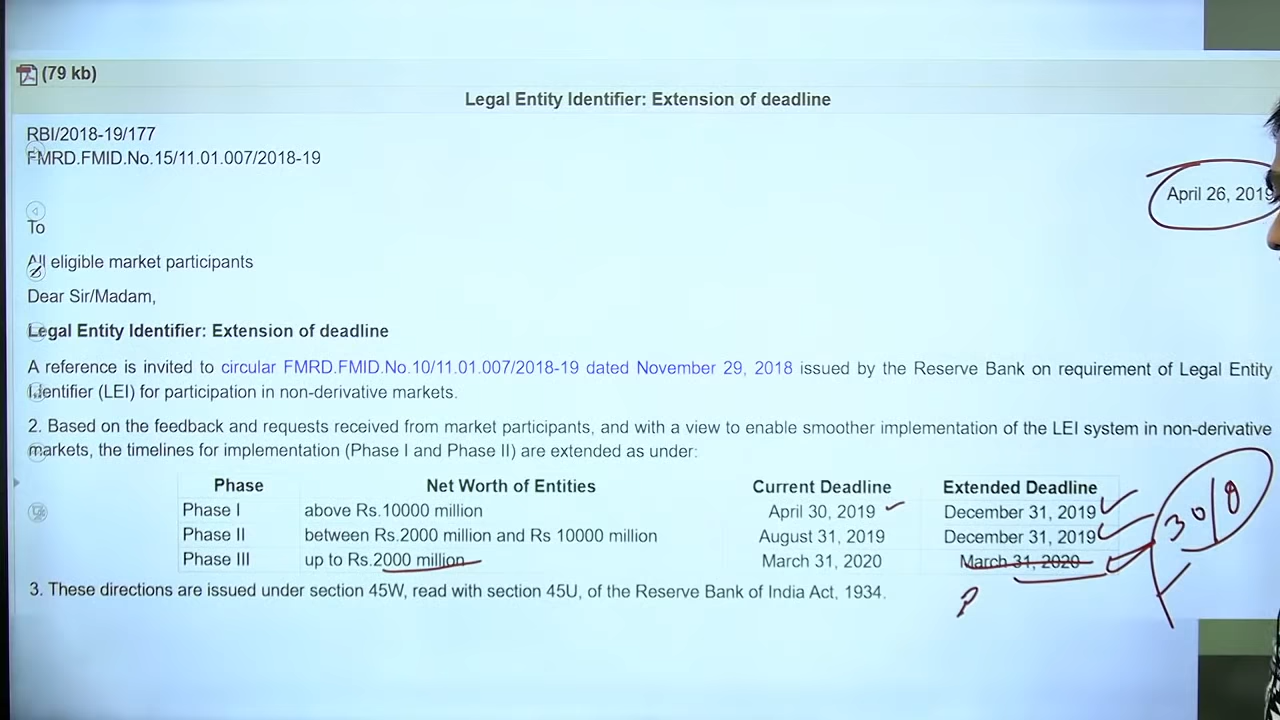 (79 kb)
Legal Entity Identifier: Extension of deadline
RBI/2018-19/177
FMRD.FMID.No.15/11.01.007/2018-19
April 26, 2019
To
All eligible market participants
Dear Sir/Madam,
Legal Entity Identifier: Extension of deadline
A reference is invited to circular FMRD.FMID.No.10/11.01.007/2018-19 dated November 29, 2018 issued by the Reserve Bank on requirement of Legal Entity
Identifier (LEI) for participation in non-derivative markets.
2. Based on the feedback and requests received from market participants, and with a view to enable smoother implementation of the LEI system in non-derivative
markets, the timelines for implementation (Phase I and Phase II) are extended as under:
Phase Net Worth of Entities Current Deadline Extended Deadline
Phase I above Rs.10000 million April 30, 2019 December 31, 2019
Phase II between Rs.2000 million and Rs 10000 million August 31, 2019 December 31, 2019
Phase III up to Rs.2000 million March 31, 2020 March 31, 2020
3. These directions are issued under section 45W, read with section 45U, of the Reserve Bank of India Act, 1934.